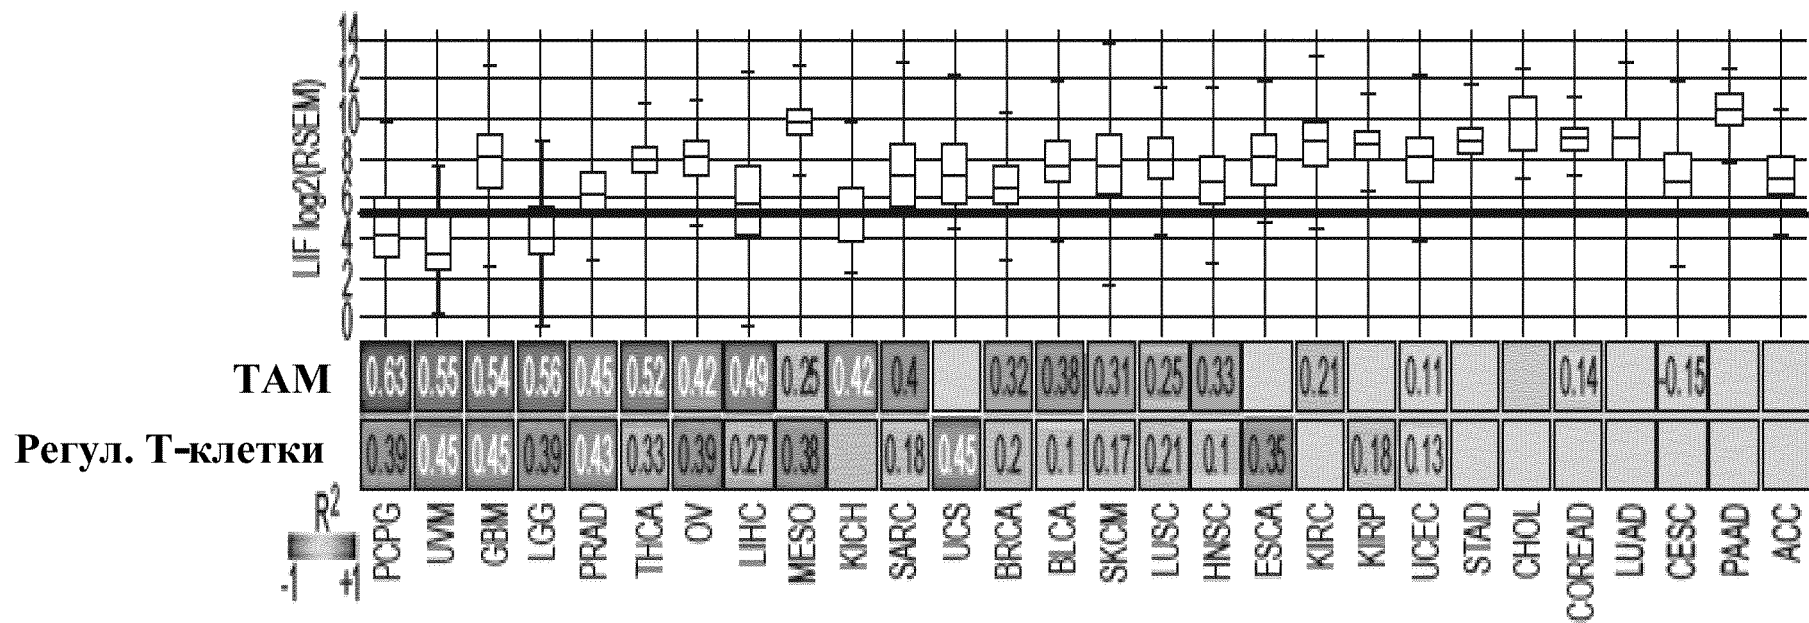 LIF log2(RSEM)
14
12
10
8
6
4
2
0
ТАМ 0.63 0.55 0.54 0.56 0.45 0.52 0.42 0.49 0.25 0.42 0.4 0.32 0.38 0.31 0.25 0.33 0.21 0.11 0.14 -0.15
Регул. Т-клетки 0.39 0.45 0.45 0.39 0.43 0.33 0.39 0.27 0.38 0.18 0.45 0.2 0.1 0.17 0.21 0.1 0.35 0.18 0.13
R²
-1 +1
PCPG UVM GBM LGG PRAD THCA OV LIHC MESO KICH SARC UCS BRCA BLCA SKCM LUSC HNSC ESCA KIRC KIRP UCEC STAD CHOL COREAD LUAD CESC PAAD ACC